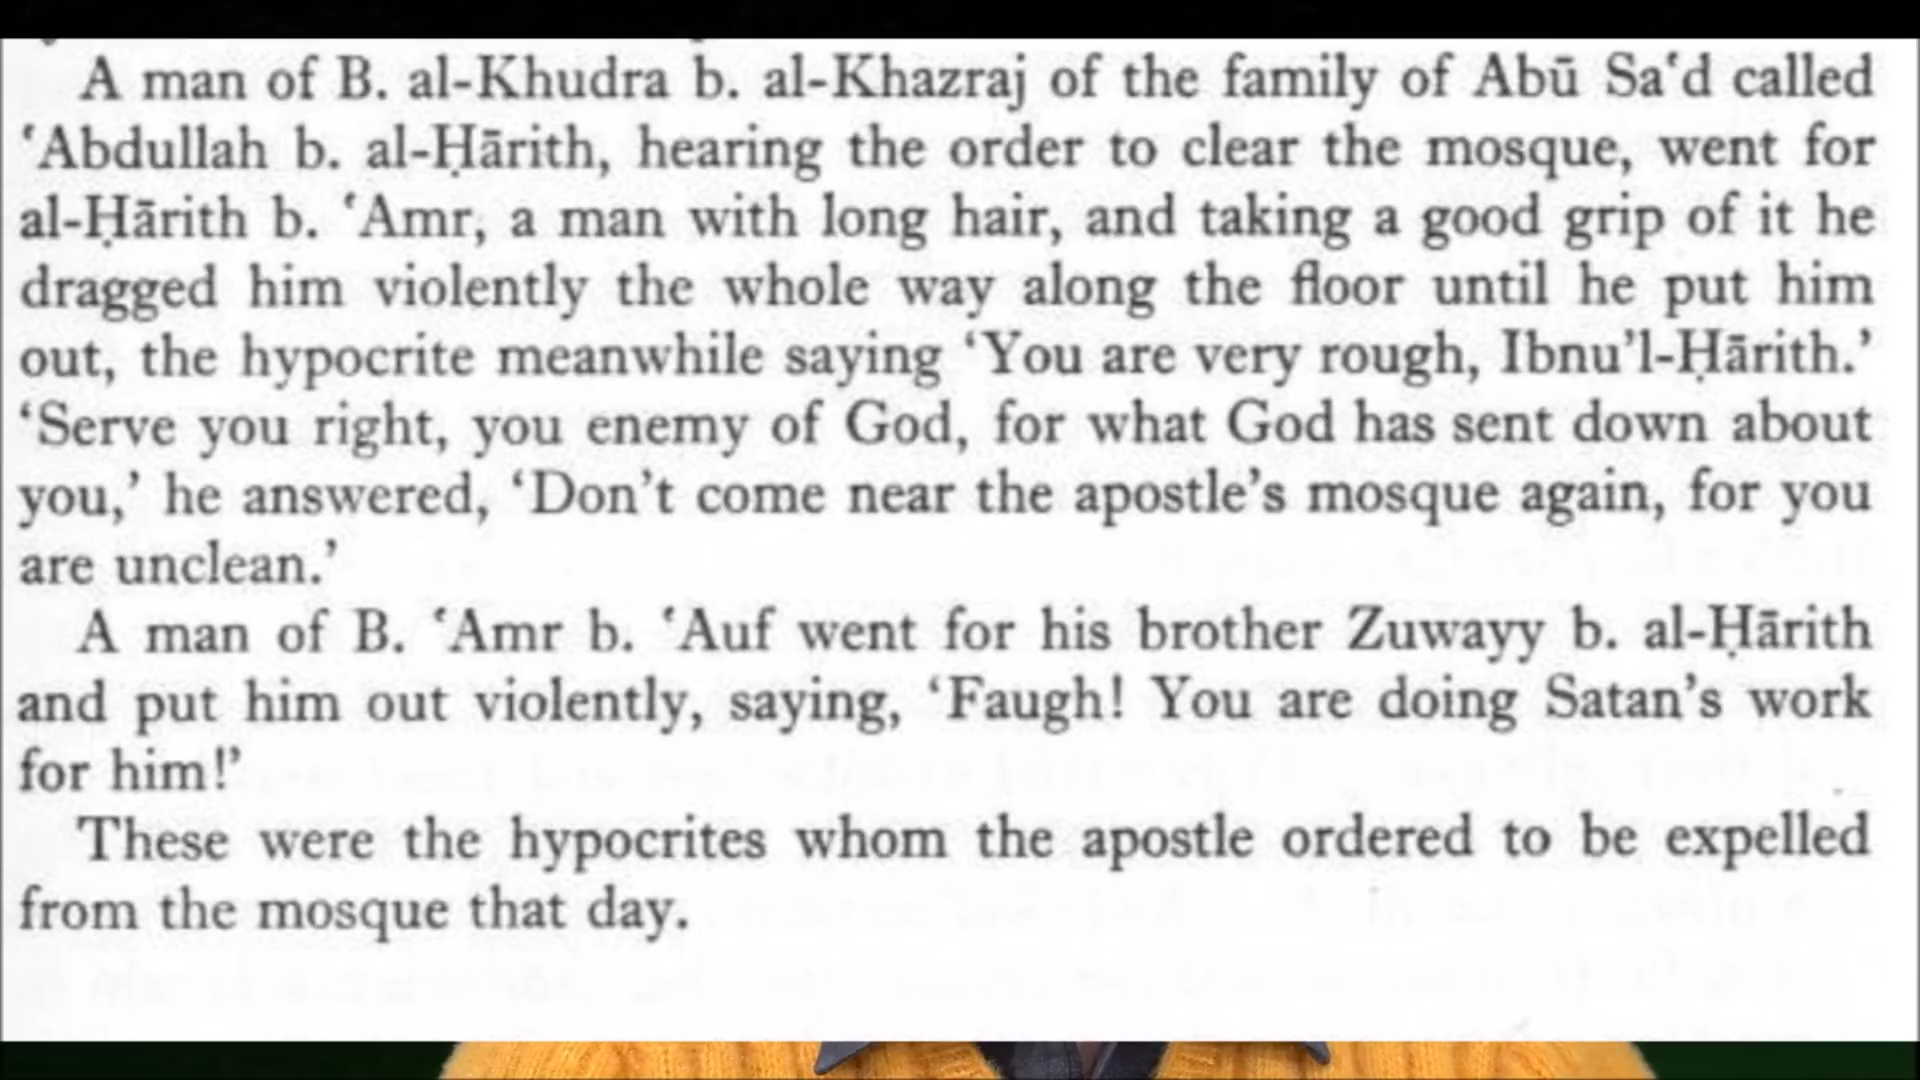 A man of B. al-Khudra b. al-Khazraj of the family of Abū Saʿd called
ʿAbdullah b. al-Ḥārith, hearing the order to clear the mosque, went for
al-Ḥārith b. ʿAmr, a man with long hair, and taking a good grip of it he
dragged him violently the whole way along the floor until he put him
out, the hypocrite meanwhile saying ‘You are very rough, Ibnu’l-Ḥārith.’
‘Serve you right, you enemy of God, for what God has sent down about
you,’ he answered, ‘Don’t come near the apostle’s mosque again, for you
are unclean.’
A man of B. ʿAmr b. ʿAuf went for his brother Zuwayy b. al-Ḥārith
and put him out violently, saying, ‘Faugh! You are doing Satan’s work
for him!’
These were the hypocrites whom the apostle ordered to be expelled
from the mosque that day.